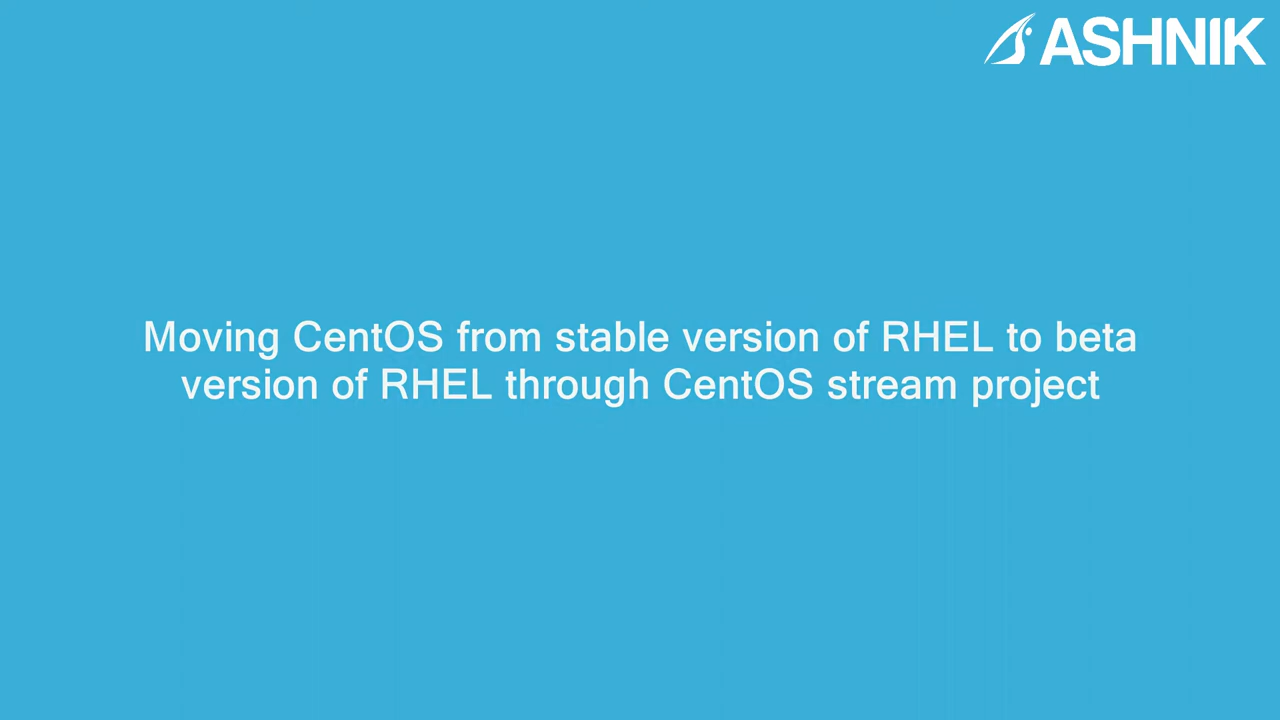 ASHNIK
Moving CentOS from stable version of RHEL to beta
version of RHEL through CentOS stream project